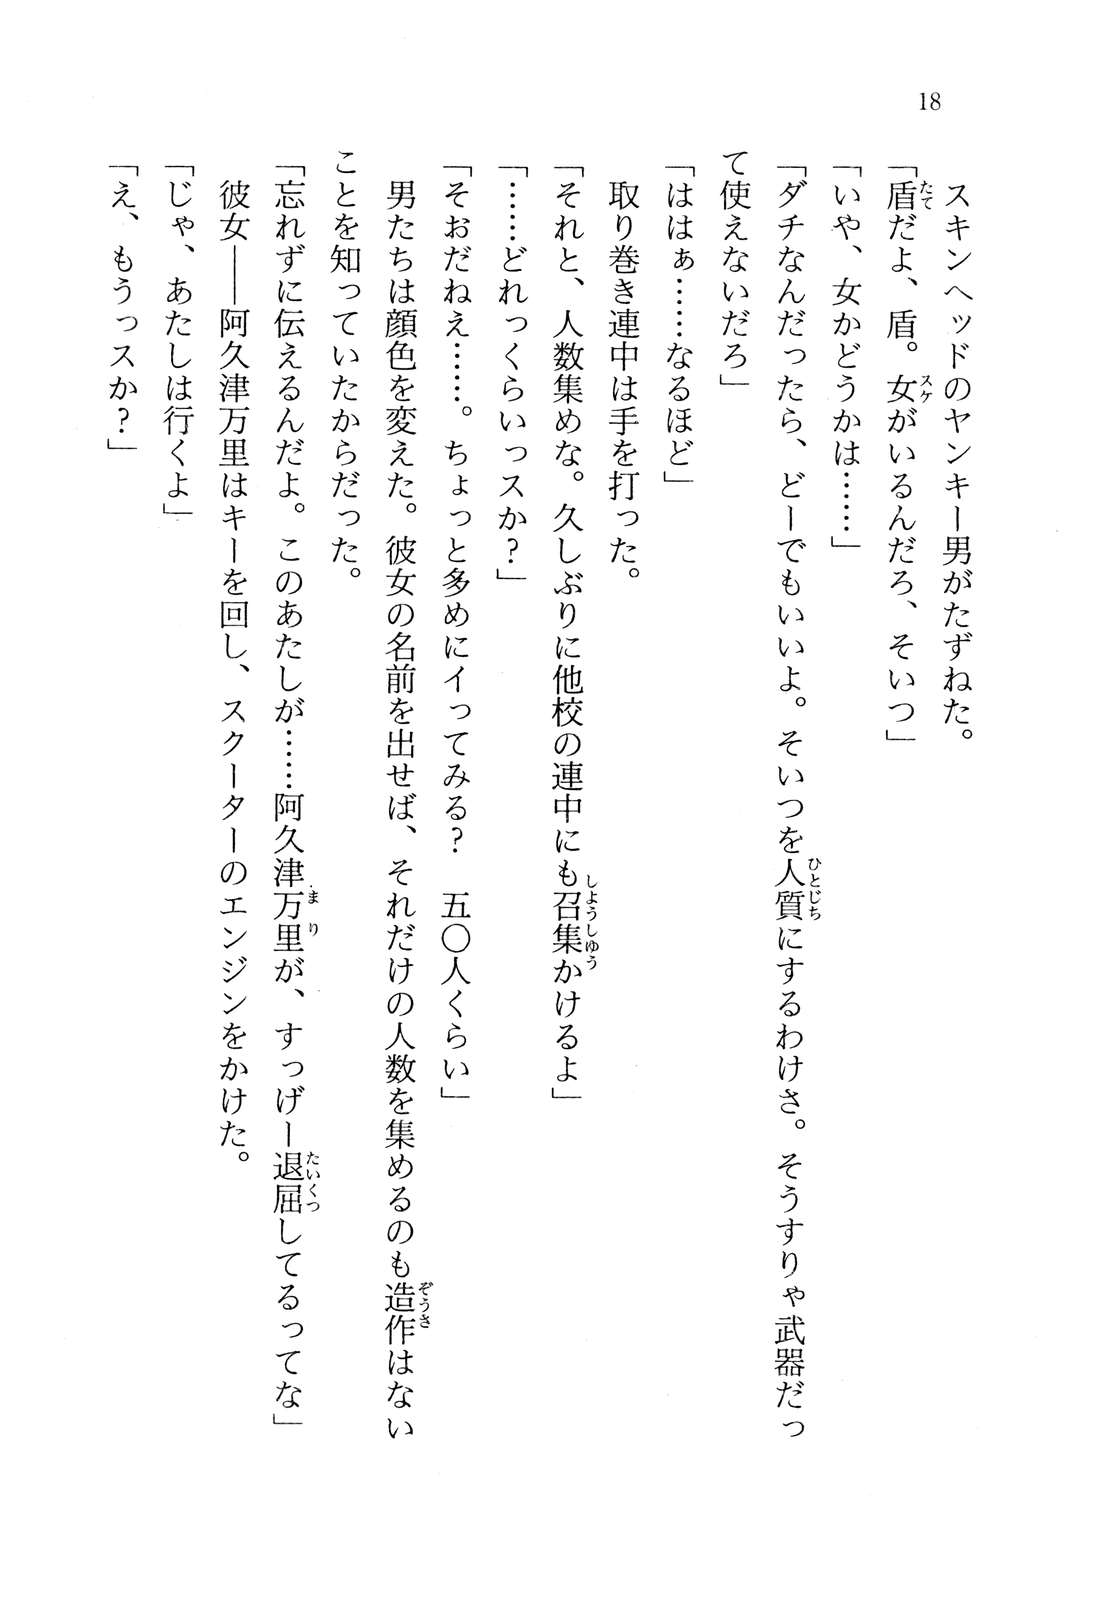 18
スキンヘッドのヤンキー男がたずねた。
「盾だよ、盾。女がいるんだろ、そいつ」
「いや、女かどうかは……」
「ダチなんだったら、どーでもいいよ。そいつを人質にするわけさ。そうすりゃ武器だっ
て使えないだろ」
「ははぁ……なるほど」
取り巻き連中は手を打った。
「それと、人数集めな。久しぶりに他校の連中にも召集かけるよ」
「……どれっくらいっスか？」
「そおだねえ……。ちょっと多めにイってみる？　五〇人くらい」
男たちは顔色を変えた。彼女の名前を出せば、それだけの人数を集めるのも造作はない
ことを知っていたからだった。
「忘れずに伝えるんだよ。このあたしが……阿久津万里が、すっげー退屈してるってな」
彼女――阿久津万里はキーを回し、スクーターのエンジンをかけた。
「じゃ、あたしは行くよ」
「え、もうっスか？」